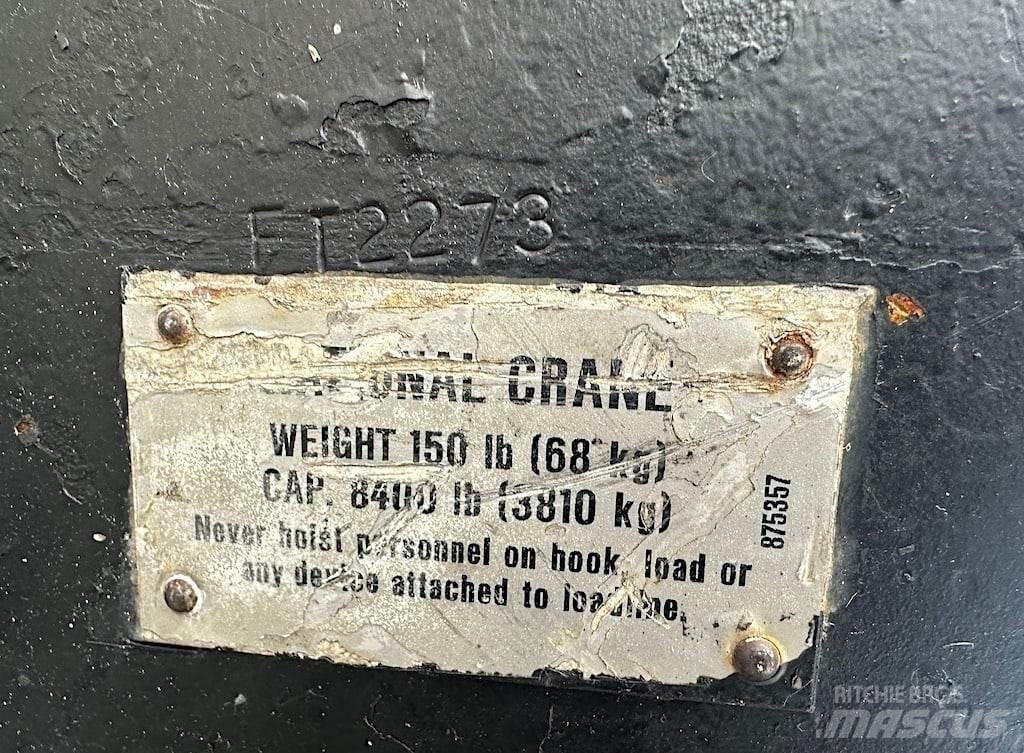 FT2273
NATIONAL CRANE
WEIGHT 150 lb (68 kg)
CAP. 8400 lb (3810 kg)
Never hoist personnel on hook, load or
any device attached to loadline.
875357
RITCHIE BROS.
MASCUS